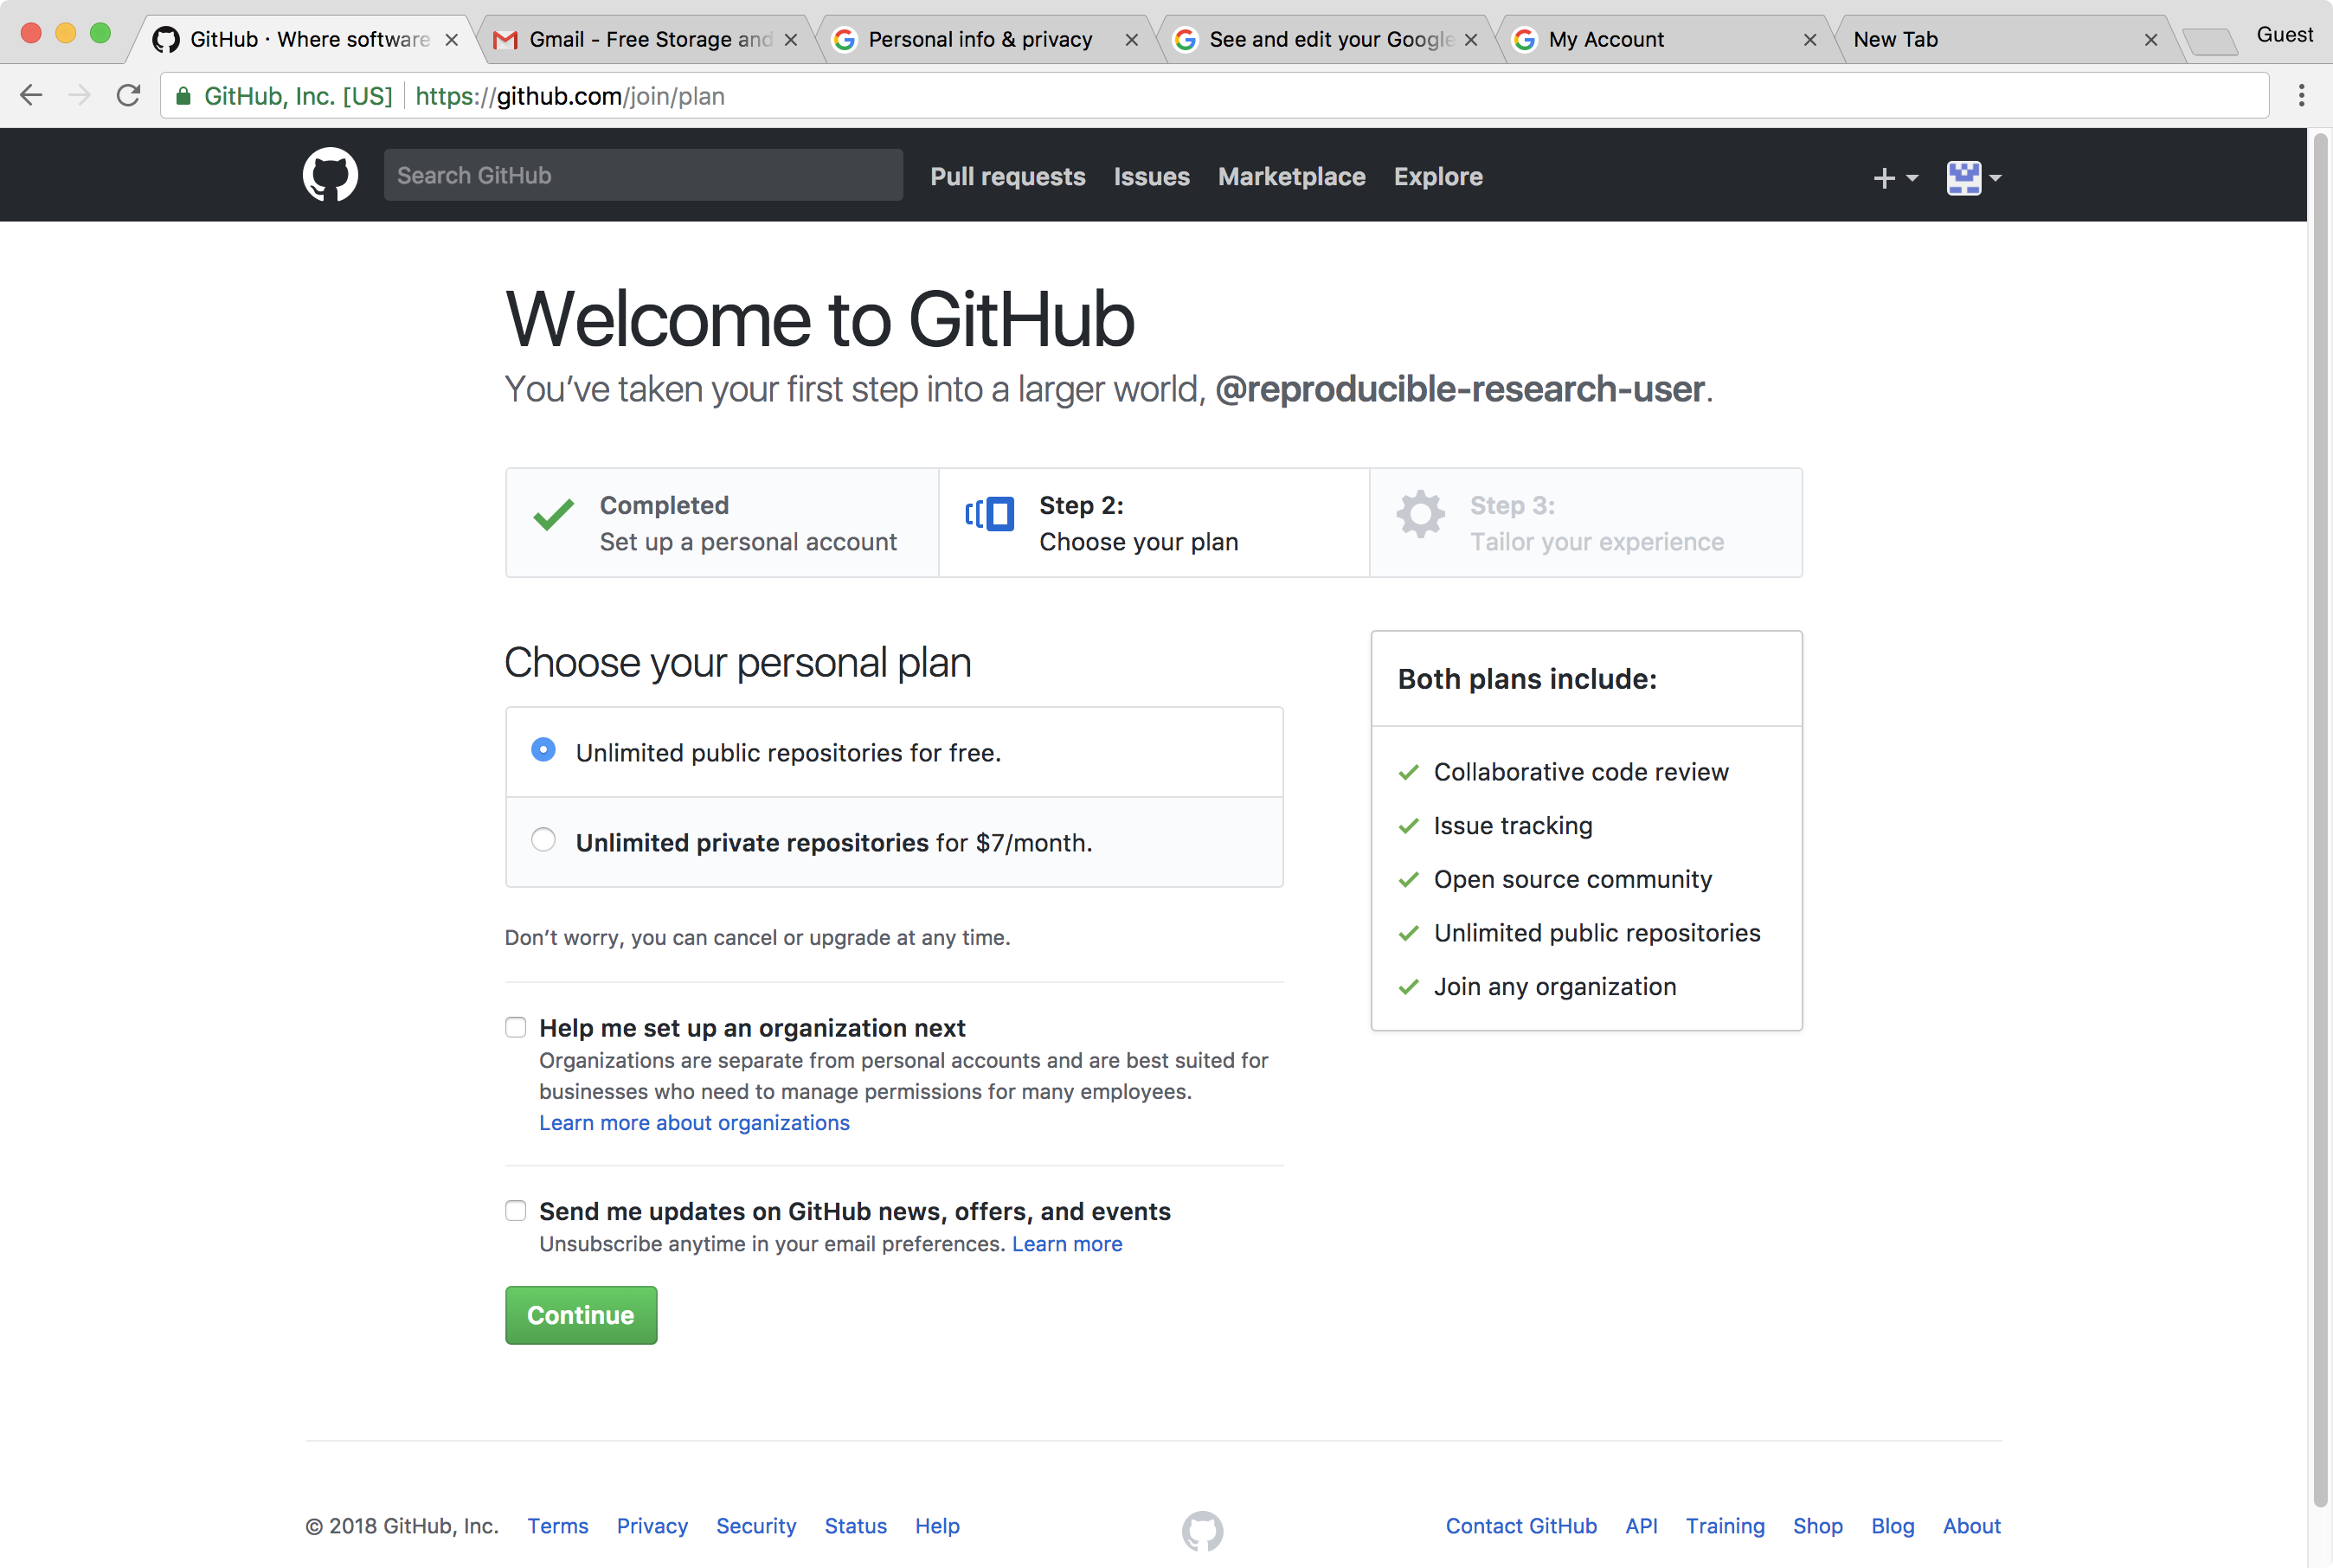 GitHub · Where software
Gmail - Free Storage and
Personal info & privacy
See and edit your Google
My Account
New Tab
Guest
GitHub, Inc. [US]
https://github.com/join/plan
Search GitHub
Pull requests
Issues
Marketplace
Explore
Welcome to GitHub
You’ve taken your first step into a larger world, @reproducible-research-user.
Completed
Set up a personal account
Step 2:
Choose your plan
Step 3:
Tailor your experience
Choose your personal plan
Unlimited public repositories for free.
Unlimited private repositories for $7/month.
Don’t worry, you can cancel or upgrade at any time.
Help me set up an organization next
Organizations are separate from personal accounts and are best suited for
businesses who need to manage permissions for many employees.
Learn more about organizations
Send me updates on GitHub news, offers, and events
Unsubscribe anytime in your email preferences. Learn more
Continue
Both plans include:
Collaborative code review
Issue tracking
Open source community
Unlimited public repositories
Join any organization
© 2018 GitHub, Inc.
Terms
Privacy
Security
Status
Help
Contact GitHub
API
Training
Shop
Blog
About